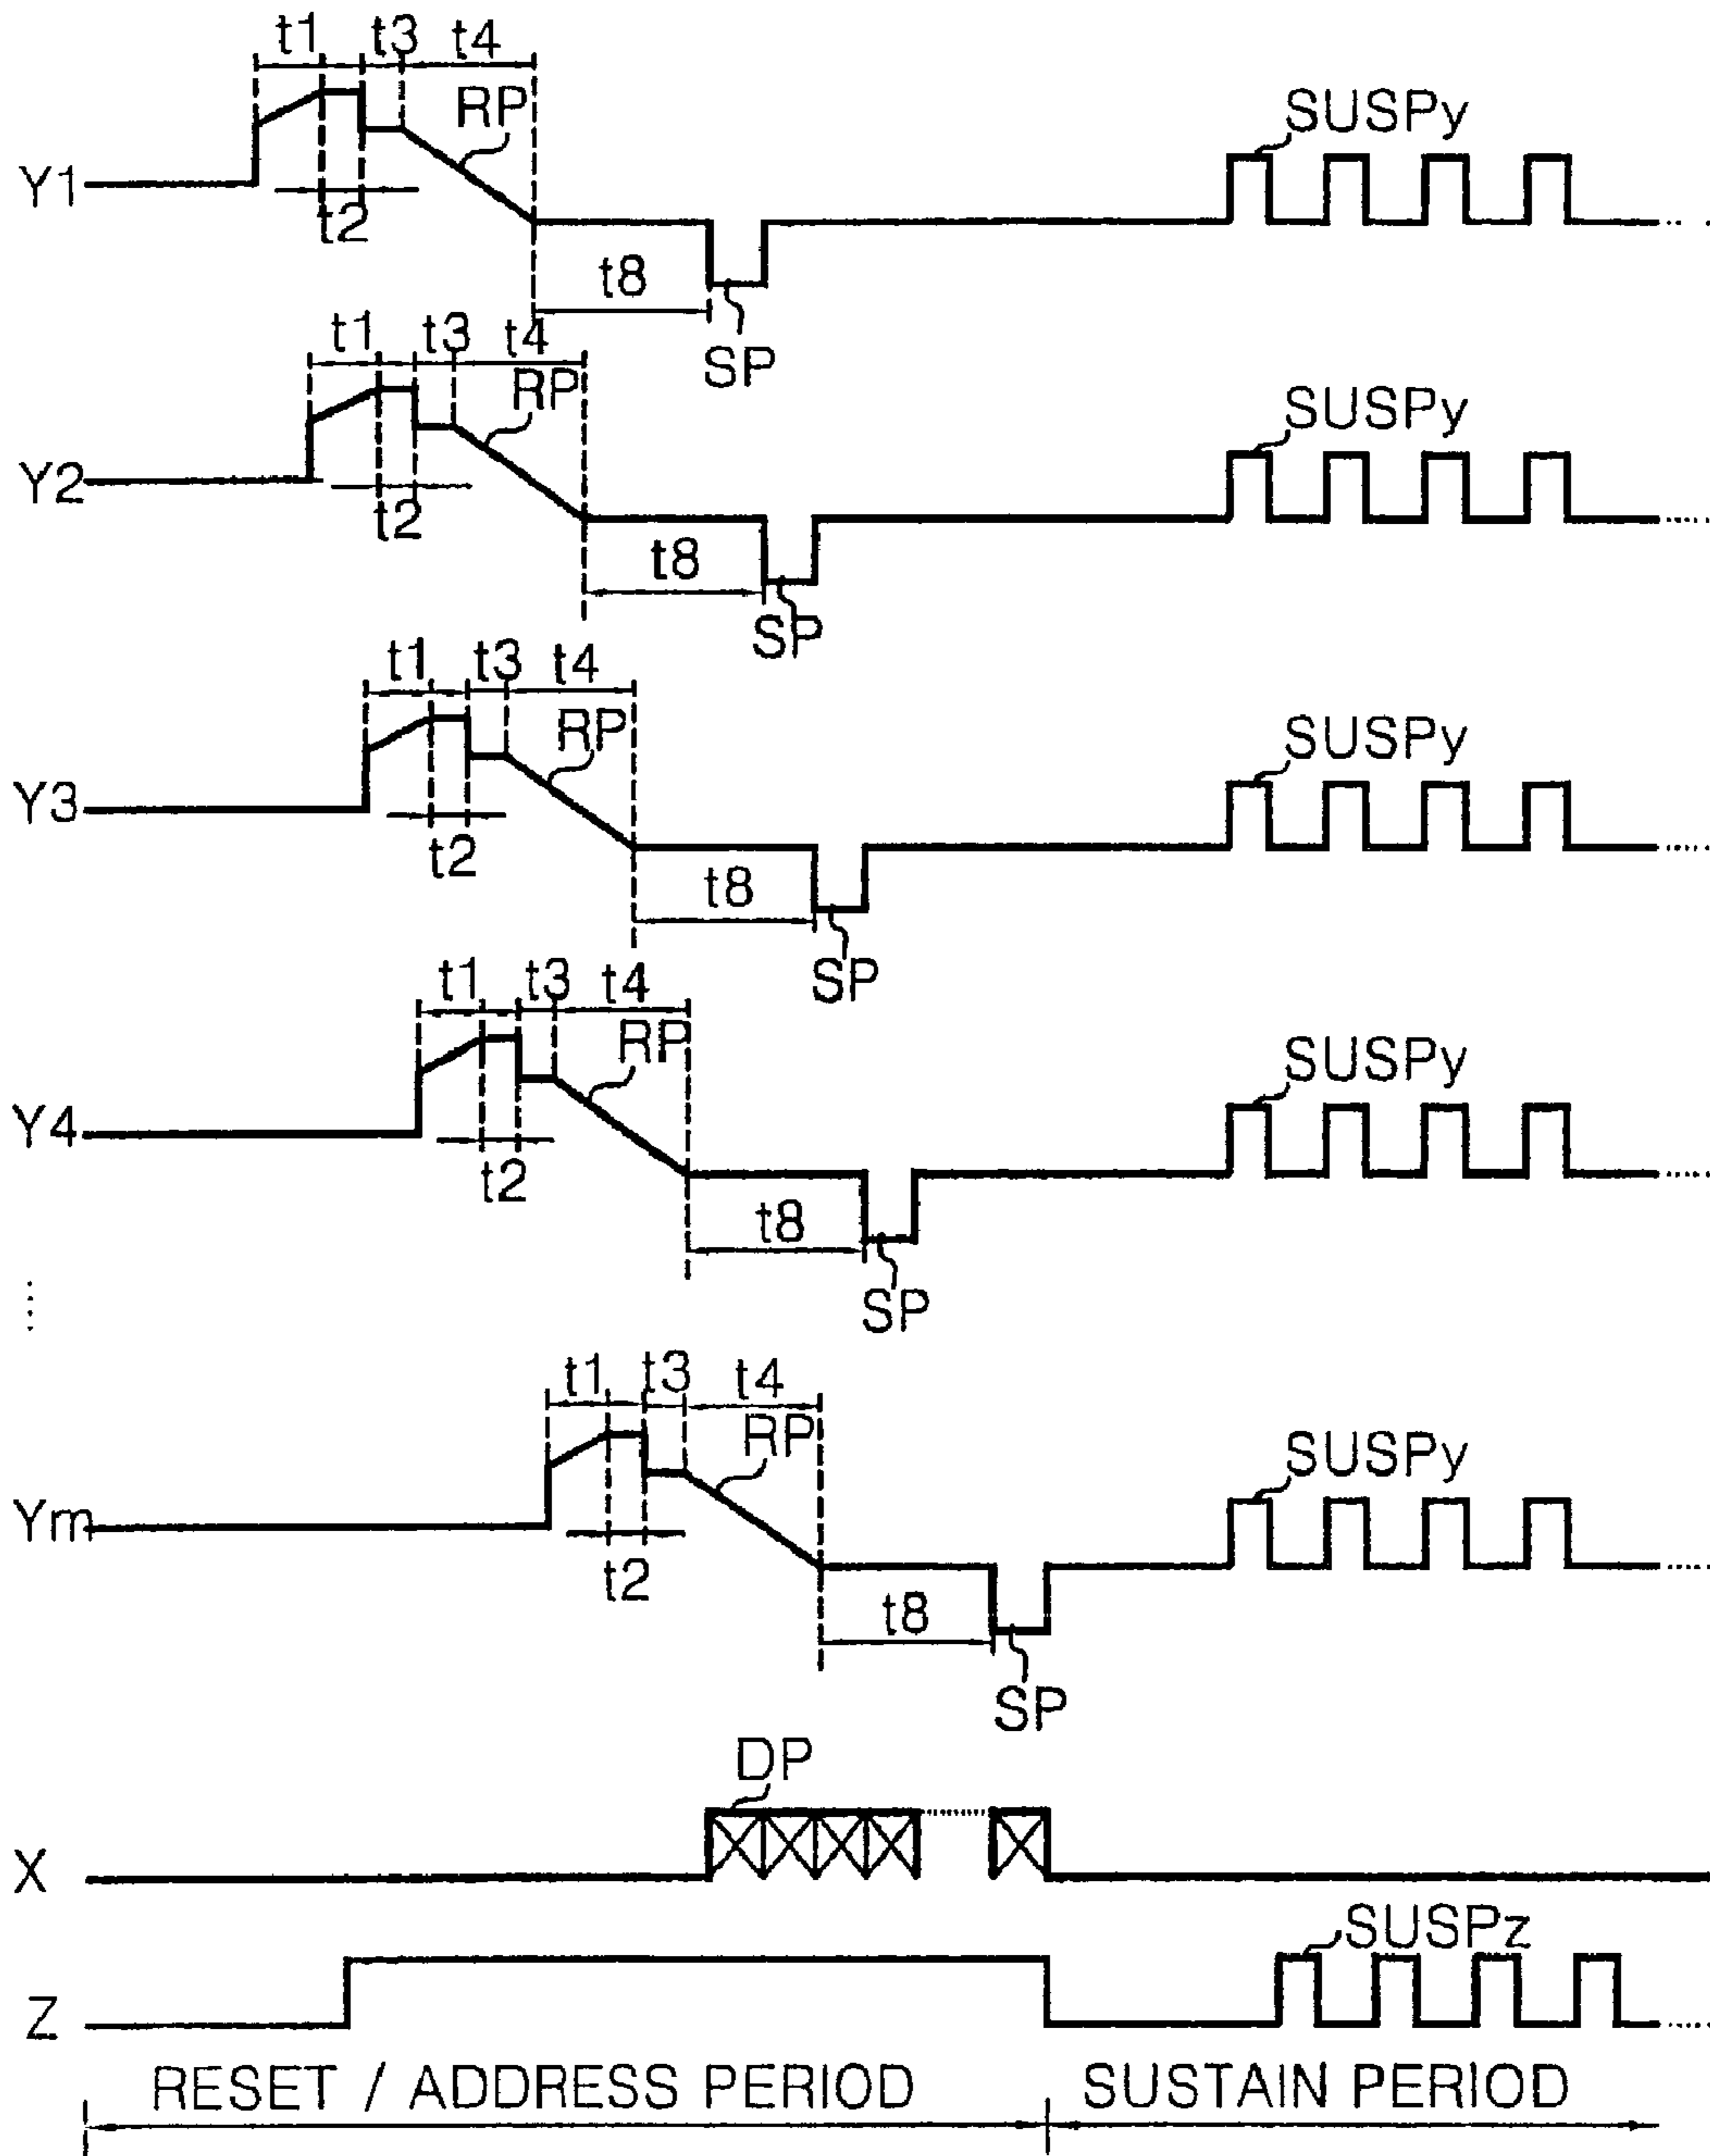 t1 t3 t4
RP
SUSPy
Y1
t2
t8
SP
t1 t3 t4
RP
SUSPy
Y2
t2
t8
SP
t1 t3 t4
RP
SUSPy
Y3
t2
t8
SP
t1 t3 t4
RP
SUSPy
Y4
t2
t8
SP
t1 t3 t4
RP
SUSPy
Ym
t2
t8
SP
DP
X
SUSPz
Z
RESET / ADDRESS PERIOD SUSTAIN PERIOD